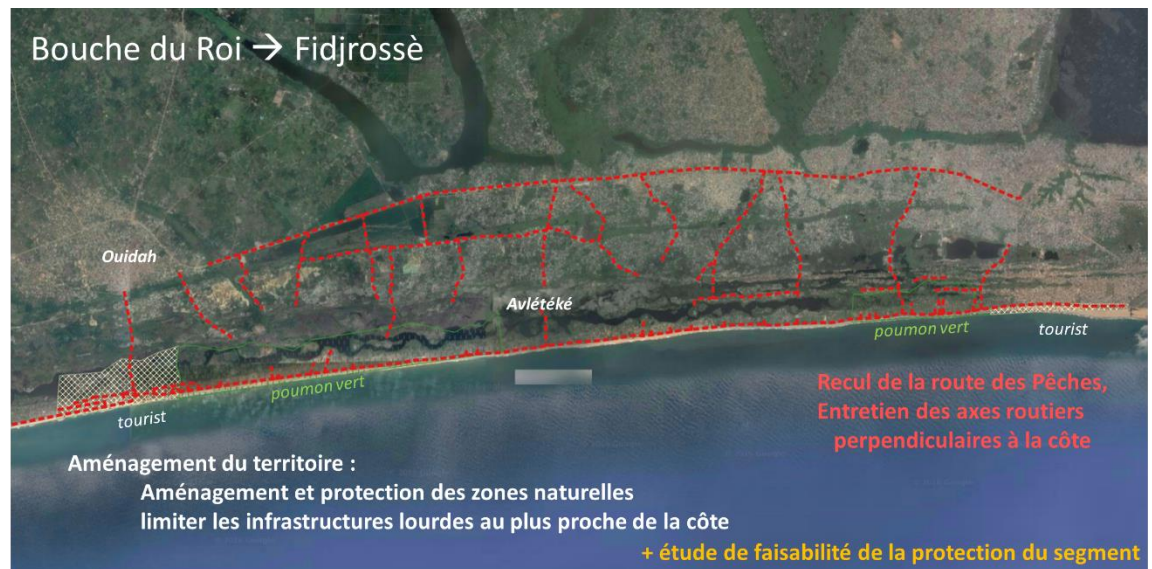 Bouche du Roi → Fidjrossè
Ouidah
Avlétéké
poumon vert
tourist
poumon vert
tourist
Recul de la route des Pêches,
Entretien des axes routiers
perpendiculaires à la côte
Aménagement du territoire :
Aménagement et protection des zones naturelles
limiter les infrastructures lourdes au plus proche de la côte
+ étude de faisabilité de la protection du segment